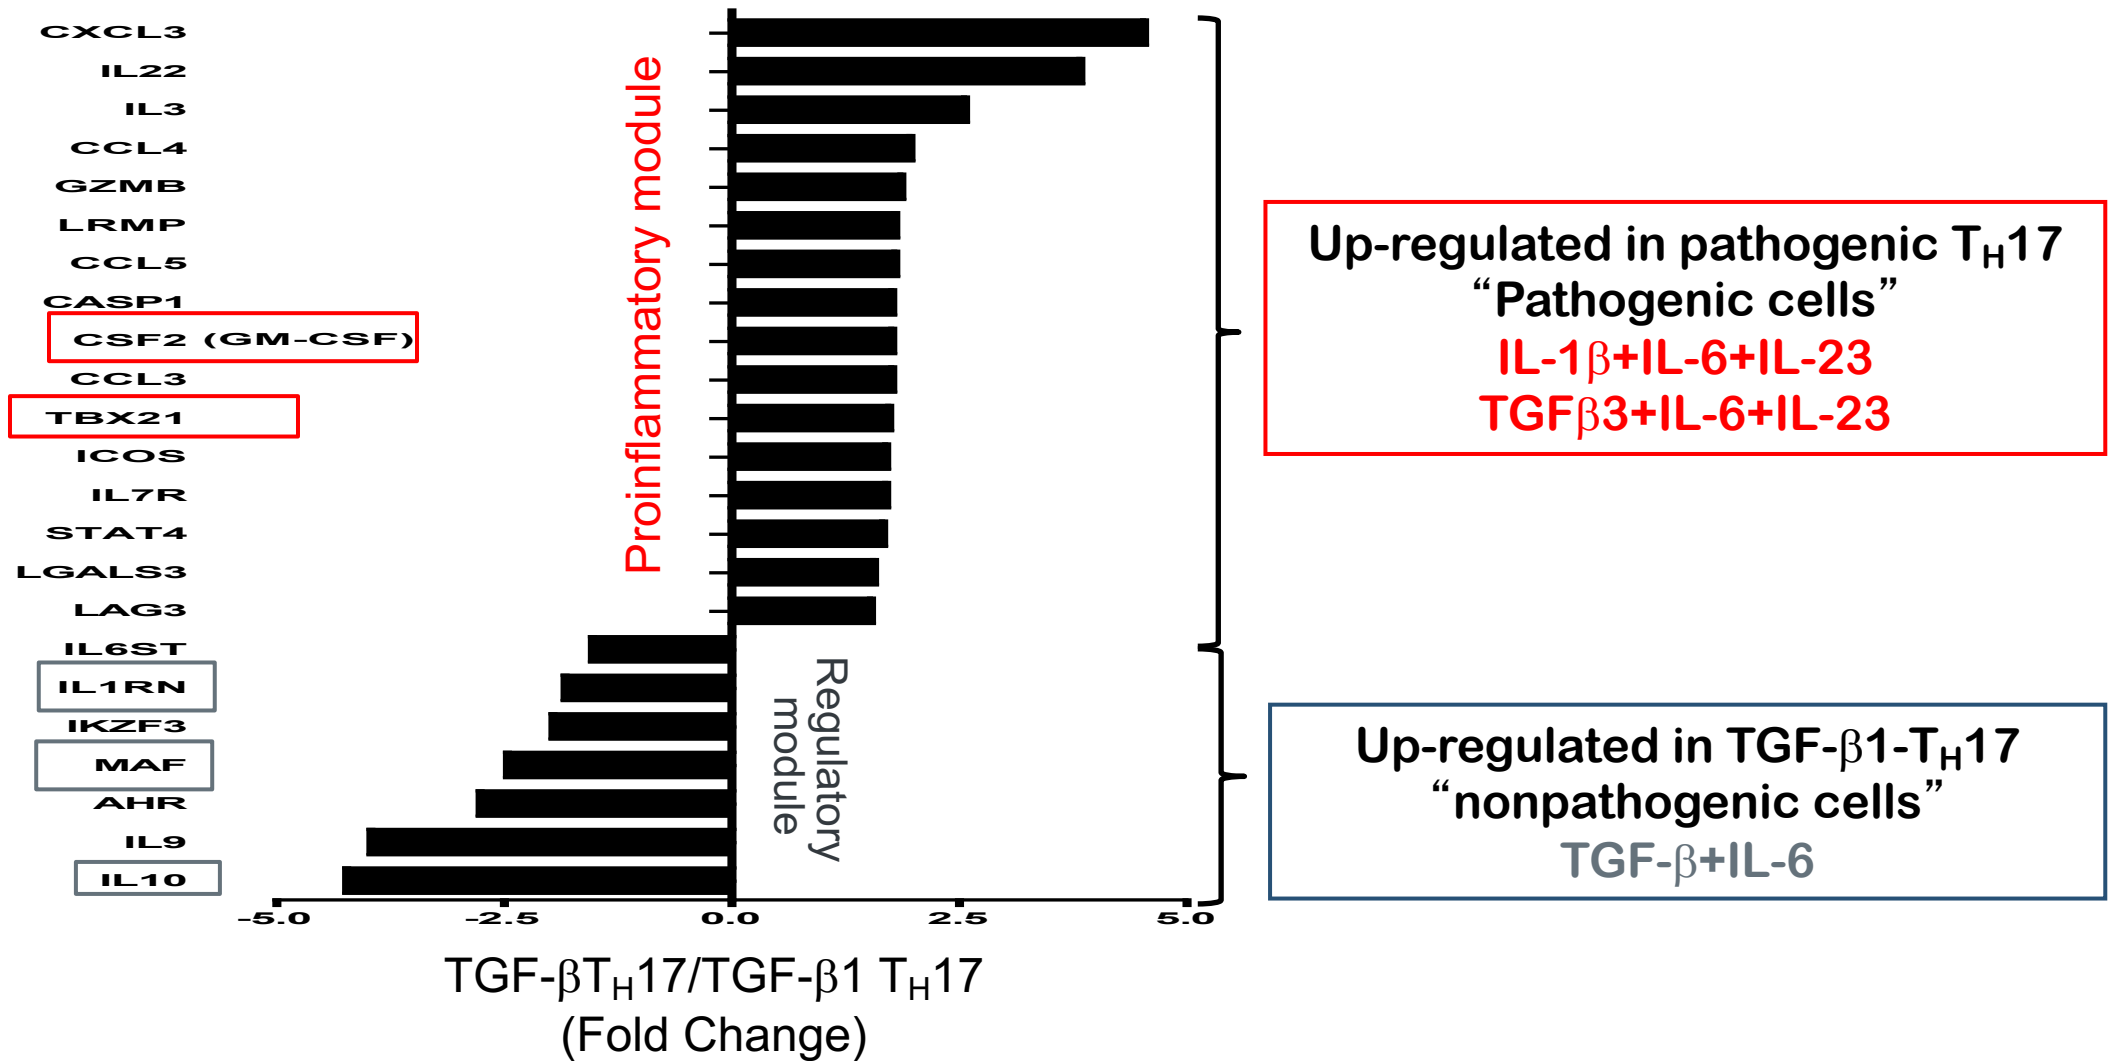 CXCL3
IL22
IL3
CCL4
GZMB
LRMP
CCL5
CASP1
CSF2 (GM-CSF)
CCL3
TBX21
ICOS
IL7R
STAT4
LGALS3
LAG3
IL6ST
IL1RN
IKZF3
MAF
AHR
IL9
IL10
Proinflammatory module
Regulatory
module
-5.0 -2.5 0.0 2.5 5.0
TGF-βTH17/TGF-β1 TH17
(Fold Change)
Up-regulated in pathogenic TH17
“Pathogenic cells”
IL-1β+IL-6+IL-23
TGFβ3+IL-6+IL-23
Up-regulated in TGF-β1-TH17
“nonpathogenic cells”
TGF-β+IL-6